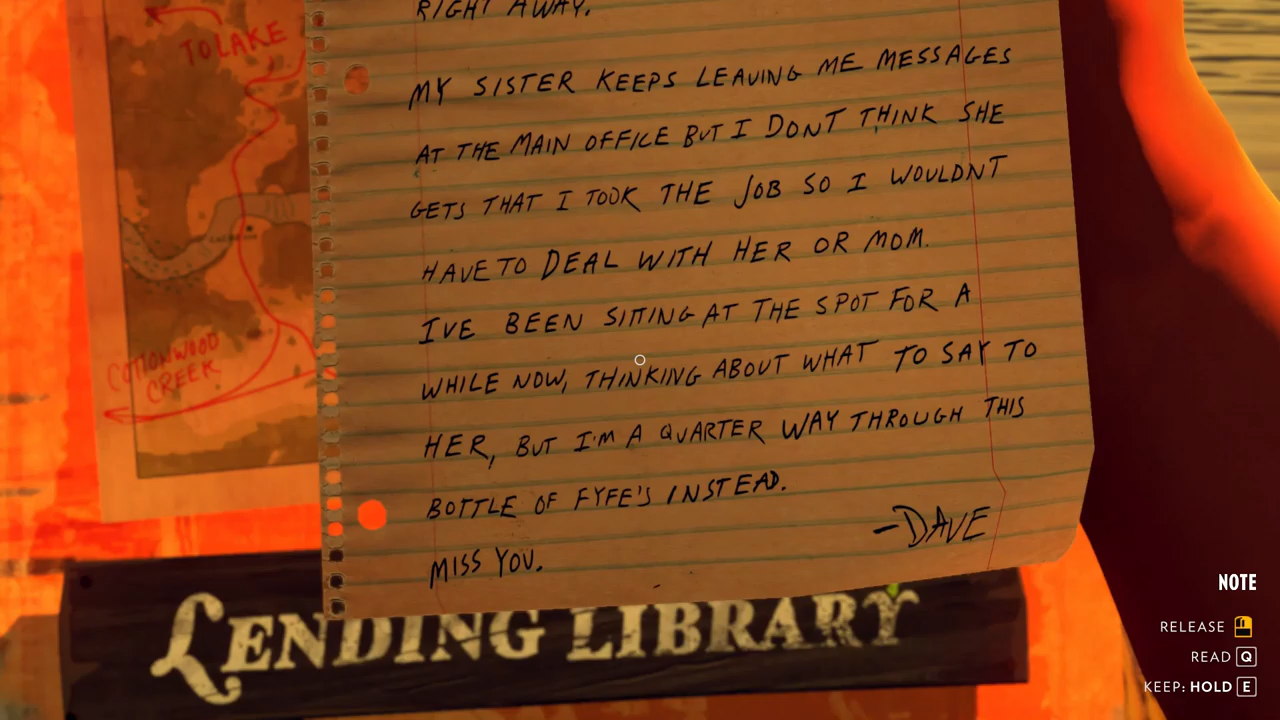 RIGHT AWAY.
TO LAKE
MY SISTER KEEPS LEAVING ME MESSAGES
AT THE MAIN OFFICE BUT I DONT THINK SHE
GETS THAT I TOOK THE JOB SO I WOULDNT
HAVE TO DEAL WITH HER OR MOM.
IVE BEEN SITTING AT THE SPOT FOR A
WHILE NOW, THINKING ABOUT WHAT TO SAY TO
HER, BUT I'M A QUARTER WAY THROUGH THIS
BOTTLE OF FYFE'S INSTEAD.
MISS YOU.
-DAVE
COTTONWOOD
CREEK
LENDING LIBRARY
NOTE
RELEASE
READ Q
KEEP: HOLD E